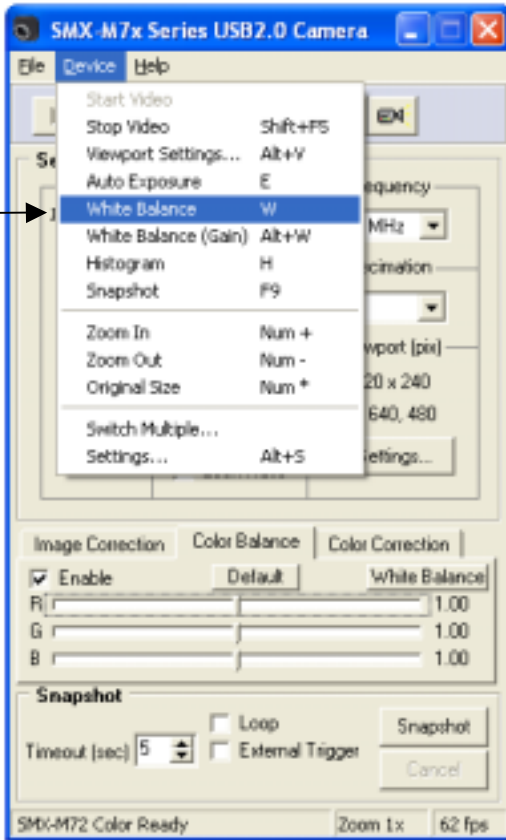 SMX-M7x Series USB2.0 Camera
File Device Help
Start Video
Stop Video Shift+F5
Viewport Settings... Alt+V
Auto Exposure E
White Balance W
White Balance (Gain) Alt+W
Histogram H
Snapshot F9
Zoom In Num +
Zoom Out Num -
Original Size Num *
Switch Multiple...
Settings... Alt+S
Se
equency
MHz
cimation
wport (pix)
20 x 240
640, 480
ettings...
Image Correction Color Balance Color Correction
Enable Default White Balance
R 1.00
G 1.00
B 1.00
Snapshot
Loop
Timeout (sec) 5 External Trigger
Snapshot
Cancel
SMX-M72 Color Ready Zoom 1x 62 fps